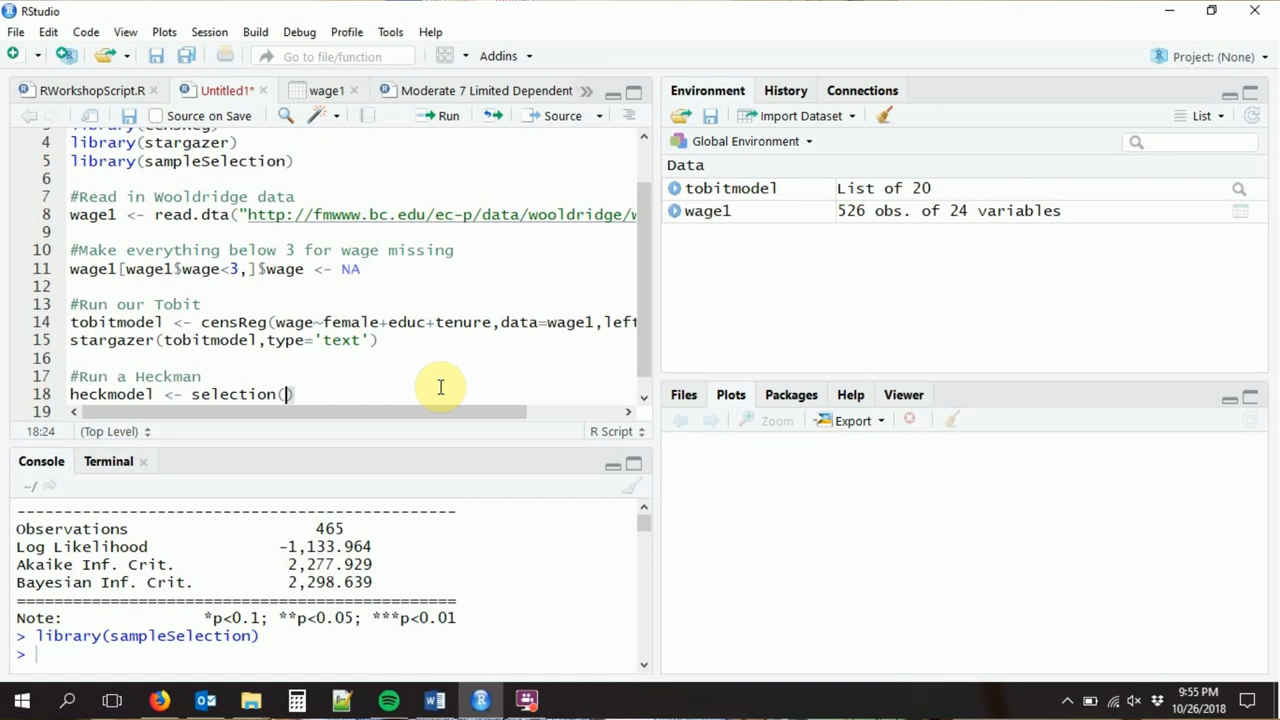 RStudio
File Edit Code View Plots Session Build Debug Profile Tools Help
Go to file/function Addins Project: (None)
RWorkshopScript.R Untitled1* wage1 Moderate 7 Limited Dependent
Source on Save Run Source
4 library(stargazer)
5 library(sampleSelection)
6
7 #Read in Wooldridge data
8 wage1 <- read.dta("http://fmwww.bc.edu/ec-p/data/wooldridge/w
9
10 #Make everything below 3 for wage missing
11 wage1[wage1$wage<3,]$wage <- NA
12
13 #Run our Tobit
14 tobitmodel <- censReg(wage~female+educ+tenure,data=wage1,left
15 stargazer(tobitmodel,type='text')
16
17 #Run a Heckman
18 heckmodel <- selection()
19
18:24 (Top Level) R Script
Console Terminal
~/
Observations 465
Log Likelihood -1,133.964
Akaike Inf. Crit. 2,277.929
Bayesian Inf. Crit. 2,298.639
=============================================
Note: *p<0.1; **p<0.05; ***p<0.01
> library(sampleSelection)
>
Environment History Connections
Import Dataset List
Global Environment
Data
tobitmodel List of 20
wage1 526 obs. of 24 variables
Files Plots Packages Help Viewer
Zoom Export
9:55 PM
10/26/2018